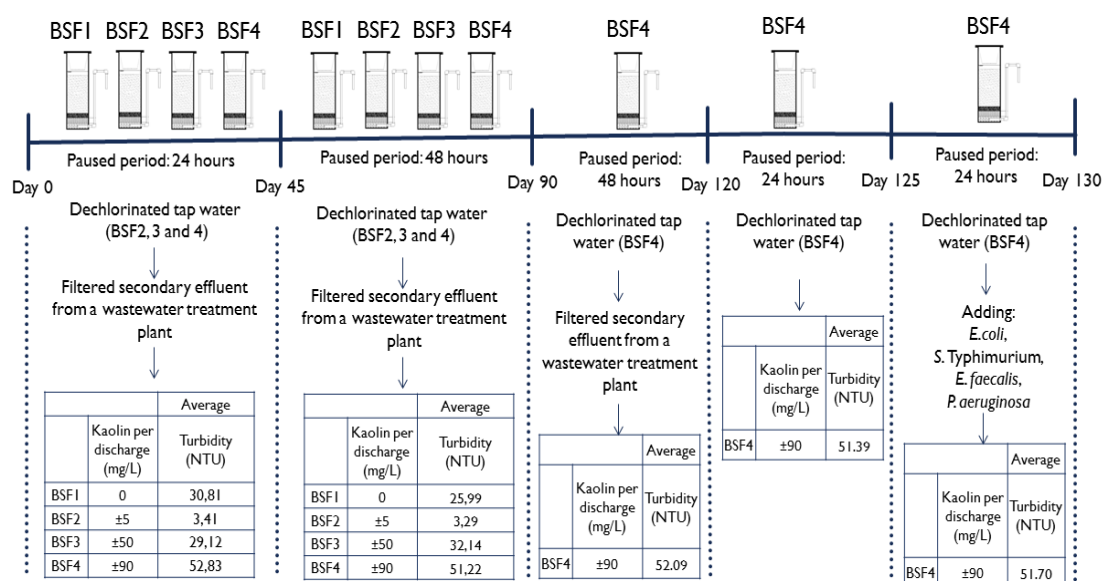 BSF1 BSF2 BSF3 BSF4
BSF1 BSF2 BSF3 BSF4
BSF4
BSF4
BSF4
Paused period: 24 hours
Paused period: 48 hours
Paused period:
48 hours
Paused period:
24 hours
Paused period:
24 hours
Day 0
Day 45
Day 90
Day 120
Day 125
Day 130
Dechlorinated tap water
(BSF2, 3 and 4)
Filtered secondary effluent
from a wastewater treatment
plant
Average
Kaolin per
discharge
(mg/L)
Turbidity
(NTU)
BSF1 0 30,81
BSF2 ±5 3,41
BSF3 ±50 29,12
BSF4 ±90 52,83
Dechlorinated tap water
(BSF2, 3 and 4)
Filtered secondary effluent
from a wastewater treatment
plant
Average
Kaolin per
discharge
(mg/L)
Turbidity
(NTU)
BSF1 0 25,99
BSF2 ±5 3,29
BSF3 ±50 32,14
BSF4 ±90 51,22
Dechlorinated tap
water (BSF4)
Filtered secondary
effluent from a
wastewater treatment
plant
Average
Kaolin per
discharge
(mg/L)
Turbidity
(NTU)
BSF4 ±90 52.09
Dechlorinated tap
water (BSF4)
Average
Kaolin per
discharge
(mg/L)
Turbidity
(NTU)
BSF4 ±90 51.39
Dechlorinated tap
water (BSF4)
Adding:
E.coli,
S. Typhimurium,
E. faecalis,
P. aeruginosa
Average
Kaolin per
discharge
(mg/L)
Turbidity
(NTU)
BSF4 ±90 51.70